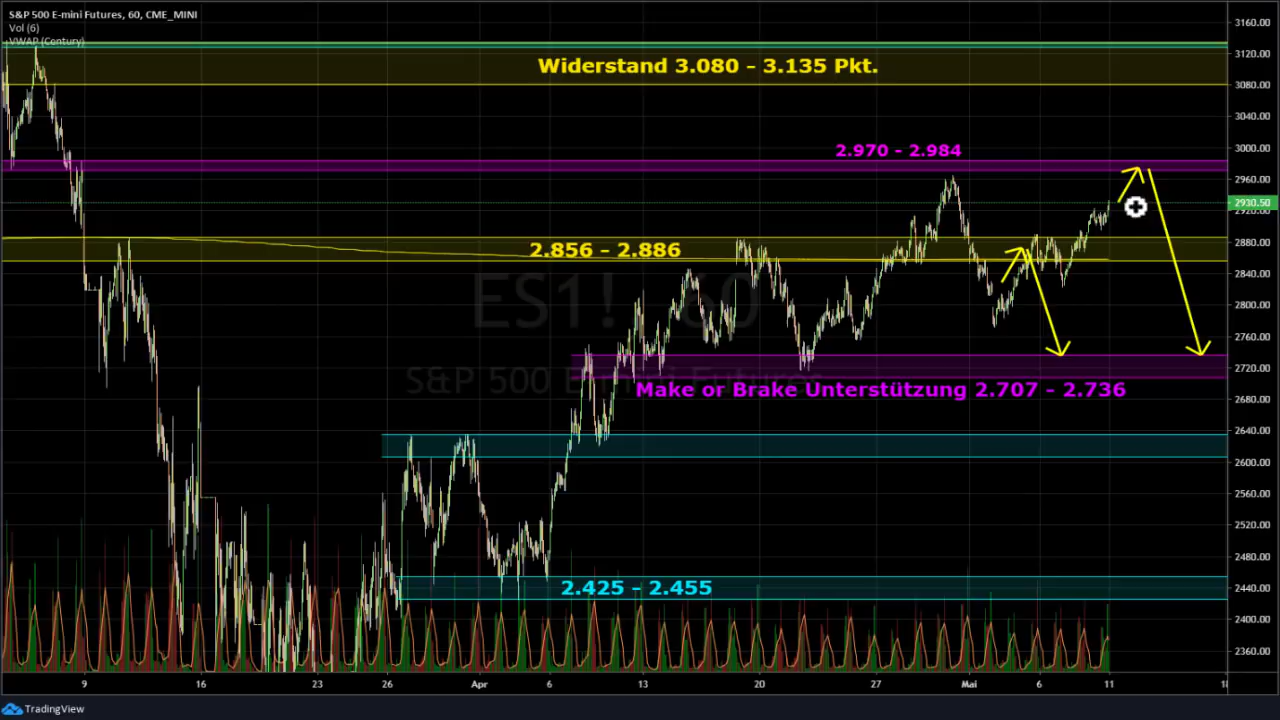 S&P 500 E-mini Futures, 60, CME_MINI
Vol (6)
VWAP (Century)
Widerstand 3.080 - 3.135 Pkt.
2.970 - 2.984
2.856 - 2.886
ES1! 60
S&P 500 E-mini Futures
Make or Brake Unterstützung 2.707 - 2.736
2.425 - 2.455
3160.00
3120.00
3080.00
3040.00
3000.00
2960.00
2930.50
2920.00
2880.00
2840.00
2800.00
2760.00
2720.00
2680.00
2640.00
2600.00
2560.00
2520.00
2480.00
2440.00
2400.00
2360.00
9 16 23 26 Apr 6 13 20 27 Mai 6 11 18
TradingView